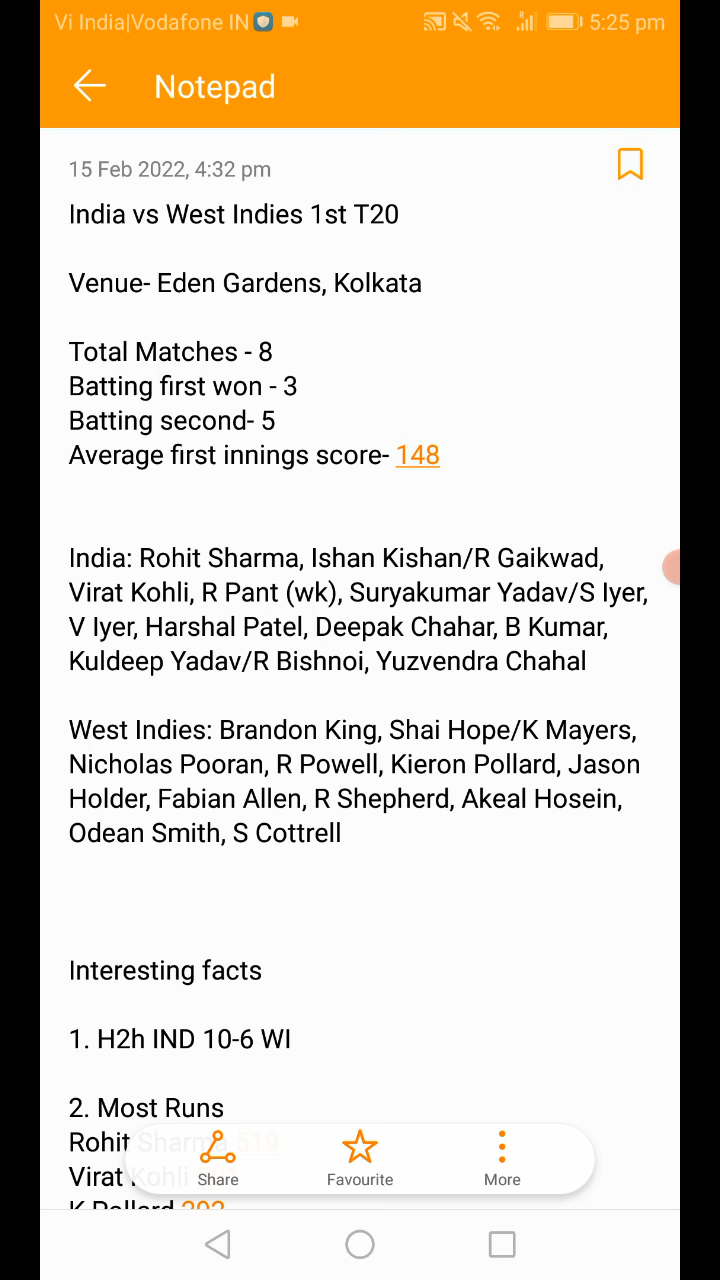 Vi India|Vodafone IN 5:25 pm
Notepad
15 Feb 2022, 4:32 pm
India vs West Indies 1st T20
Venue- Eden Gardens, Kolkata
Total Matches - 8
Batting first won - 3
Batting second- 5
Average first innings score- 148
India: Rohit Sharma, Ishan Kishan/R Gaikwad,
Virat Kohli, R Pant (wk), Suryakumar Yadav/S Iyer,
V Iyer, Harshal Patel, Deepak Chahar, B Kumar,
Kuldeep Yadav/R Bishnoi, Yuzvendra Chahal
West Indies: Brandon King, Shai Hope/K Mayers,
Nicholas Pooran, R Powell, Kieron Pollard, Jason
Holder, Fabian Allen, R Shepherd, Akeal Hosein,
Odean Smith, S Cottrell
Interesting facts
1. H2h IND 10-6 WI
2. Most Runs
Rohit Sharma 519
Virat Kohli
K Pollard
Share Favourite More